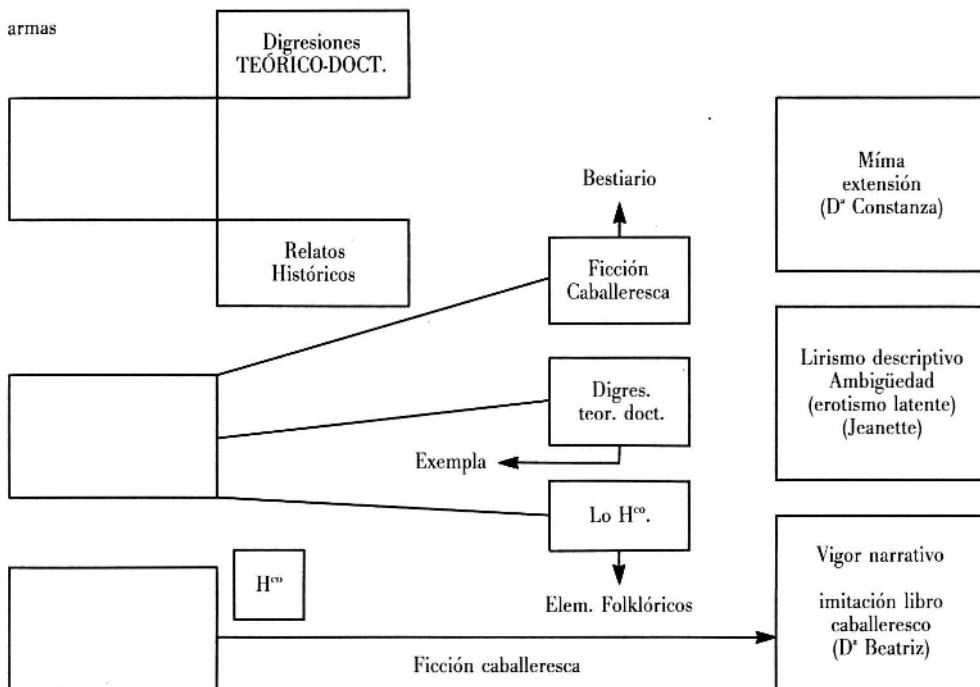 armas
Digresiones
TEÓRICO-DOCT.
Relatos
Históricos
Bestiario
Ficción
Caballeresca
Digres.
teor. doct.
Exempla
Lo Hᶜᵒ.
Elem. Folklóricos
Hᶜᵒ
Ficción caballeresca
Míma
extensión
(Dª Constanza)
Lirismo descriptivo
Ambigüedad
(erotismo latente)
(Jeanette)
Vigor narrativo
imitación libro
caballeresco
(Dª Beatriz)